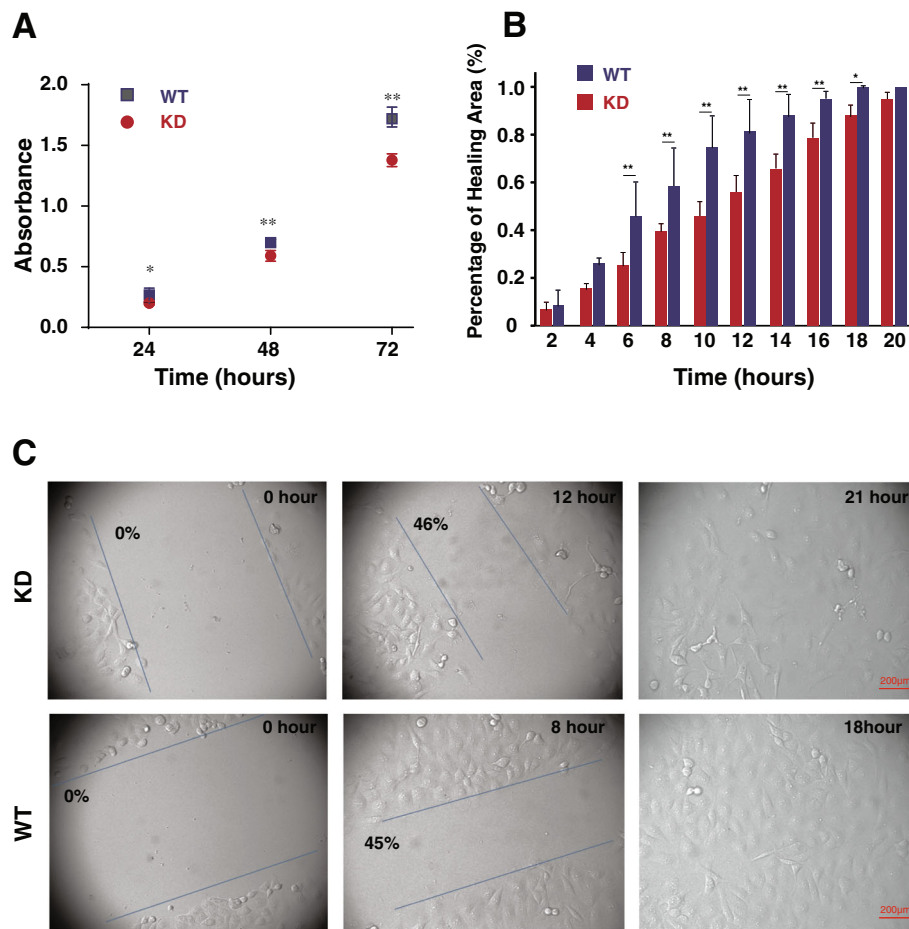 A
2.0
1.5
1.0
0.5
0.0
Absorbance
WT
KD
*
**
**
24 48 72
Time (hours)
B
Percentage of Healing Area (%)
1.0
0.8
0.6
0.4
0.2
0
WT
KD
** ** ** ** ** ** *
2 4 6 8 10 12 14 16 18 20
Time (hours)
C
KD
0 hour
0%
12 hour
46%
21 hour
200µm
WT
0 hour
0%
8 hour
45%
18hour
200µm